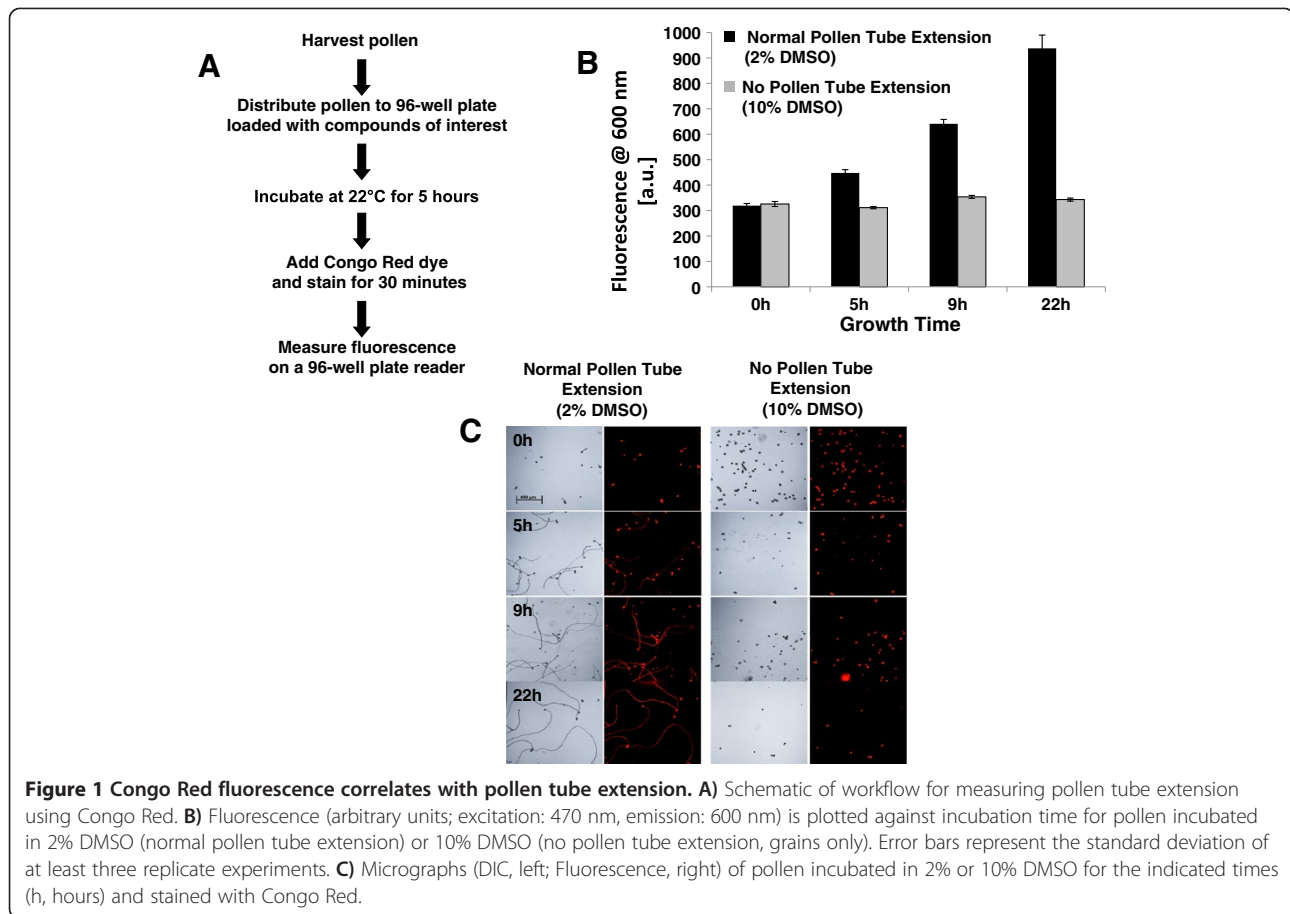 A
Harvest pollen
Distribute pollen to 96-well plate
loaded with compounds of interest
Incubate at 22°C for 5 hours
Add Congo Red dye
and stain for 30 minutes
Measure fluorescence
on a 96-well plate reader
B
Fluorescence @ 600 nm
[a.u.]
1000
900
800
700
600
500
400
300
200
100
0
Normal Pollen Tube Extension
(2% DMSO)
No Pollen Tube Extension
(10% DMSO)
0h 5h 9h 22h
Growth Time
C
Normal Pollen Tube
Extension
(2% DMSO)
No Pollen Tube
Extension
(10% DMSO)
0h
400 µm
5h
9h
22h
Figure 1 Congo Red fluorescence correlates with pollen tube extension. A) Schematic of workflow for measuring pollen tube extension
using Congo Red. B) Fluorescence (arbitrary units; excitation: 470 nm, emission: 600 nm) is plotted against incubation time for pollen incubated
in 2% DMSO (normal pollen tube extension) or 10% DMSO (no pollen tube extension, grains only). Error bars represent the standard deviation of
at least three replicate experiments. C) Micrographs (DIC, left; Fluorescence, right) of pollen incubated in 2% or 10% DMSO for the indicated times
(h, hours) and stained with Congo Red.